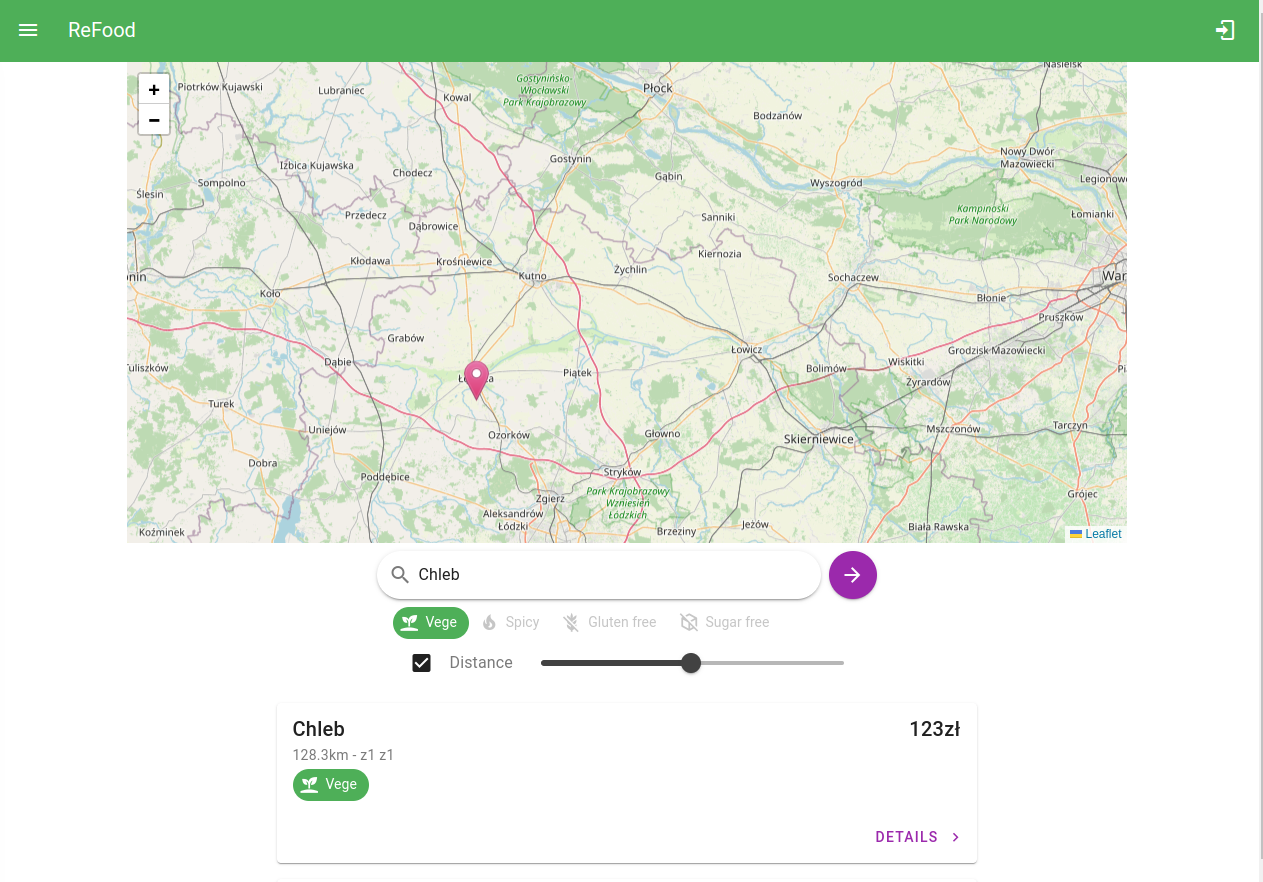 ReFood
+
−
Piotrków Kujawski
Lubraniec
Kowal
Gostynińsko-
Włocławski
Park Krajobrazowy
Płock
Nasielsk
Bodzanów
Izbica Kujawska
Chodecz
Gostynin
Gąbin
Wyszogród
Nowy Dwór
Mazowiecki
Legionow
Ślesin
Sompolno
Przedecz
Dąbrowice
Sanniki
Kampinoski
Park Narodowy
Łomianki
Kłodawa
Krośniewice
Kutno
Żychlin
Kiernozia
Sochaczew
Błonie
War
onin
Koło
Pruszków
Dąbie
Grabów
Łowicz
Bolimów
Wiskitki
Grodzisk Mazowiecki
Tuliszków
Piątek
Żyrardów
Turek
Uniejów
Ozorków
Głowno
Skierniewice
Mszczonów
Tarczyn
Dobra
Poddębice
Stryków
Zgierz
Park Krajobrazowy
Wzniesień
Łódzkich
Grójec
Koźminek
Aleksandrów
Łódzki
Brzeziny
Jeżów
Biała Rawska
Leaflet
Chleb
Vege
Spicy
Gluten free
Sugar free
Distance
Chleb
123zł
128.3km - z1 z1
Vege
DETAILS